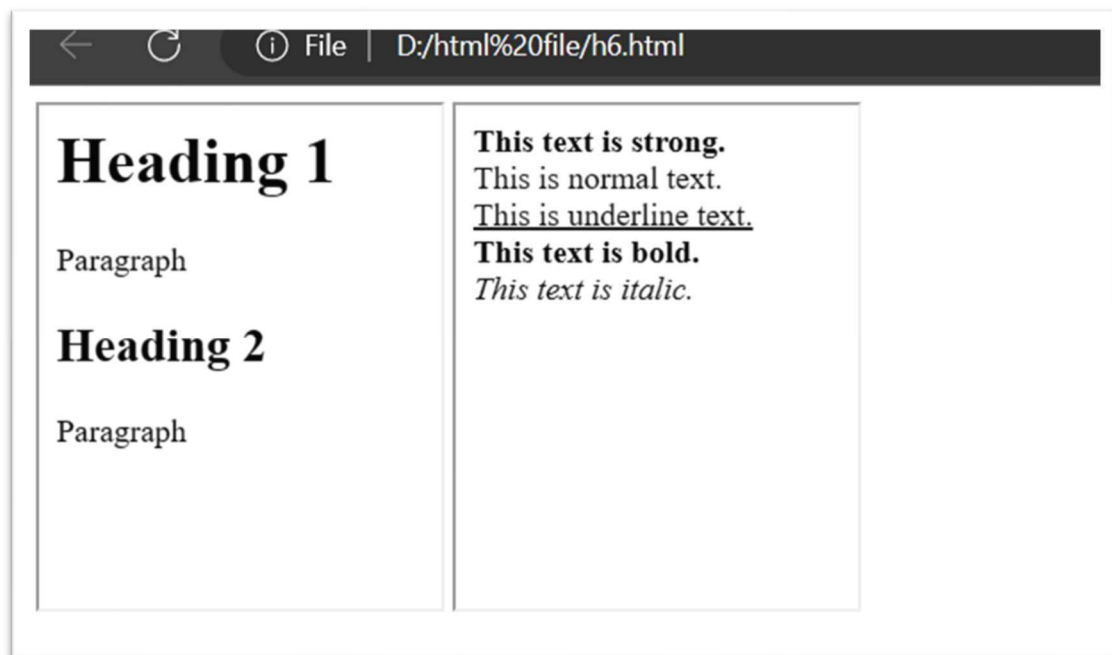 File | D:/html%20file/h6.html
Heading 1
Paragraph
Heading 2
Paragraph
This text is strong.
This is normal text.
This is underline text.
This text is bold.
This text is italic.